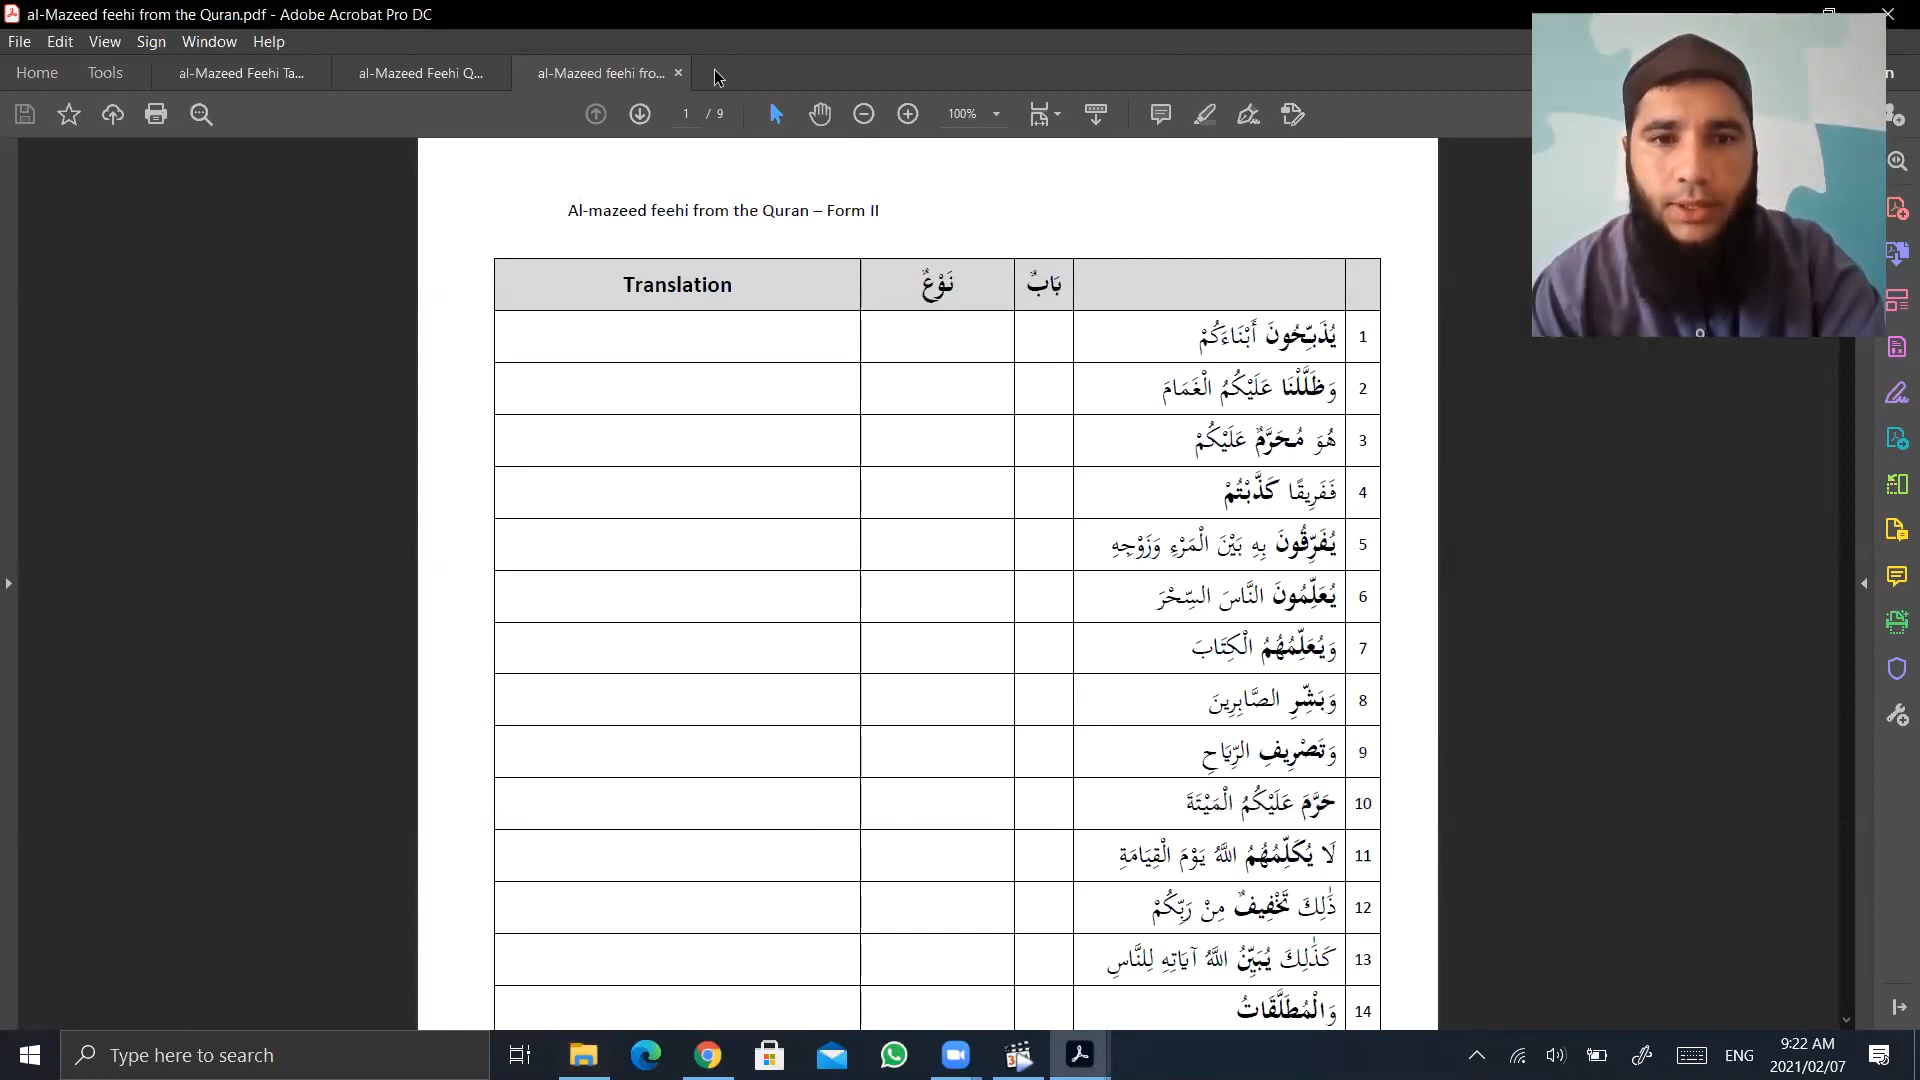 al-Mazeed feehi from the Quran.pdf - Adobe Acrobat Pro DC
File Edit View Sign Window Help
Home Tools al-Mazeed Feehi Ta... al-Mazeed Feehi Q... al-Mazeed feehi fro... ×
1 / 9 100%
Al-mazeed feehi from the Quran – Form II
Translation نَوْعٌ بَابٌ
يُذَبِّحُونَ أَبْنَاءَكُمْ 1
وَظَلَّلْنَا عَلَيْكُمُ الْغَمَامَ 2
هُوَ مُحَرَّمٌ عَلَيْكُمْ 3
فَفَرِيقًا كَذَّبْتُمْ 4
يُفَرِّقُونَ بِهِ بَيْنَ الْمَرْءِ وَزَوْجِهِ 5
يُعَلِّمُونَ النَّاسَ السِّحْرَ 6
وَيُعَلِّمُهُمُ الْكِتَابَ 7
وَبَشِّرِ الصَّابِرِينَ 8
وَتَصْرِيفِ الرِّيَاحِ 9
حَرَّمَ عَلَيْكُمُ الْمَيْتَةَ 10
لَا يُكَلِّمُهُمُ اللَّهُ يَوْمَ الْقِيَامَةِ 11
ذَٰلِكَ تَخْفِيفٌ مِنْ رَبِّكُمْ 12
كَذَٰلِكَ يُبَيِّنُ اللَّهُ آيَاتِهِ لِلنَّاسِ 13
وَالْمُطَلَّقَاتُ 14
Type here to search
ENG
9:22 AM
2021/02/07